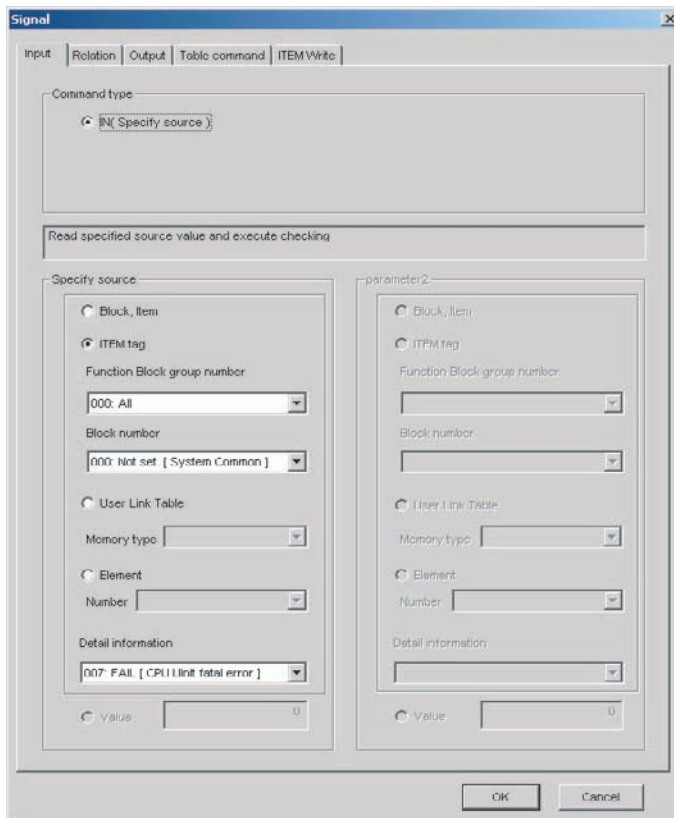 Signal
Input Relation Output Table command ITEM Write
Command type
IN( Specify source )
Read specified source value and execute checking
Specify source
Block, Item
ITEM tag
Function Block group number
000: All
Block number
000: Not set [ System Common ]
User Link Table
Memory type
Element
Number
Detail information
007: FAIL [ CPU Unit fatal error ]
Value 0
parameter2
Block, Item
ITEM tag
Function Block group number
Block number
User Link Table
Memory type
Element
Number
Detail information
Value 0
OK Cancel